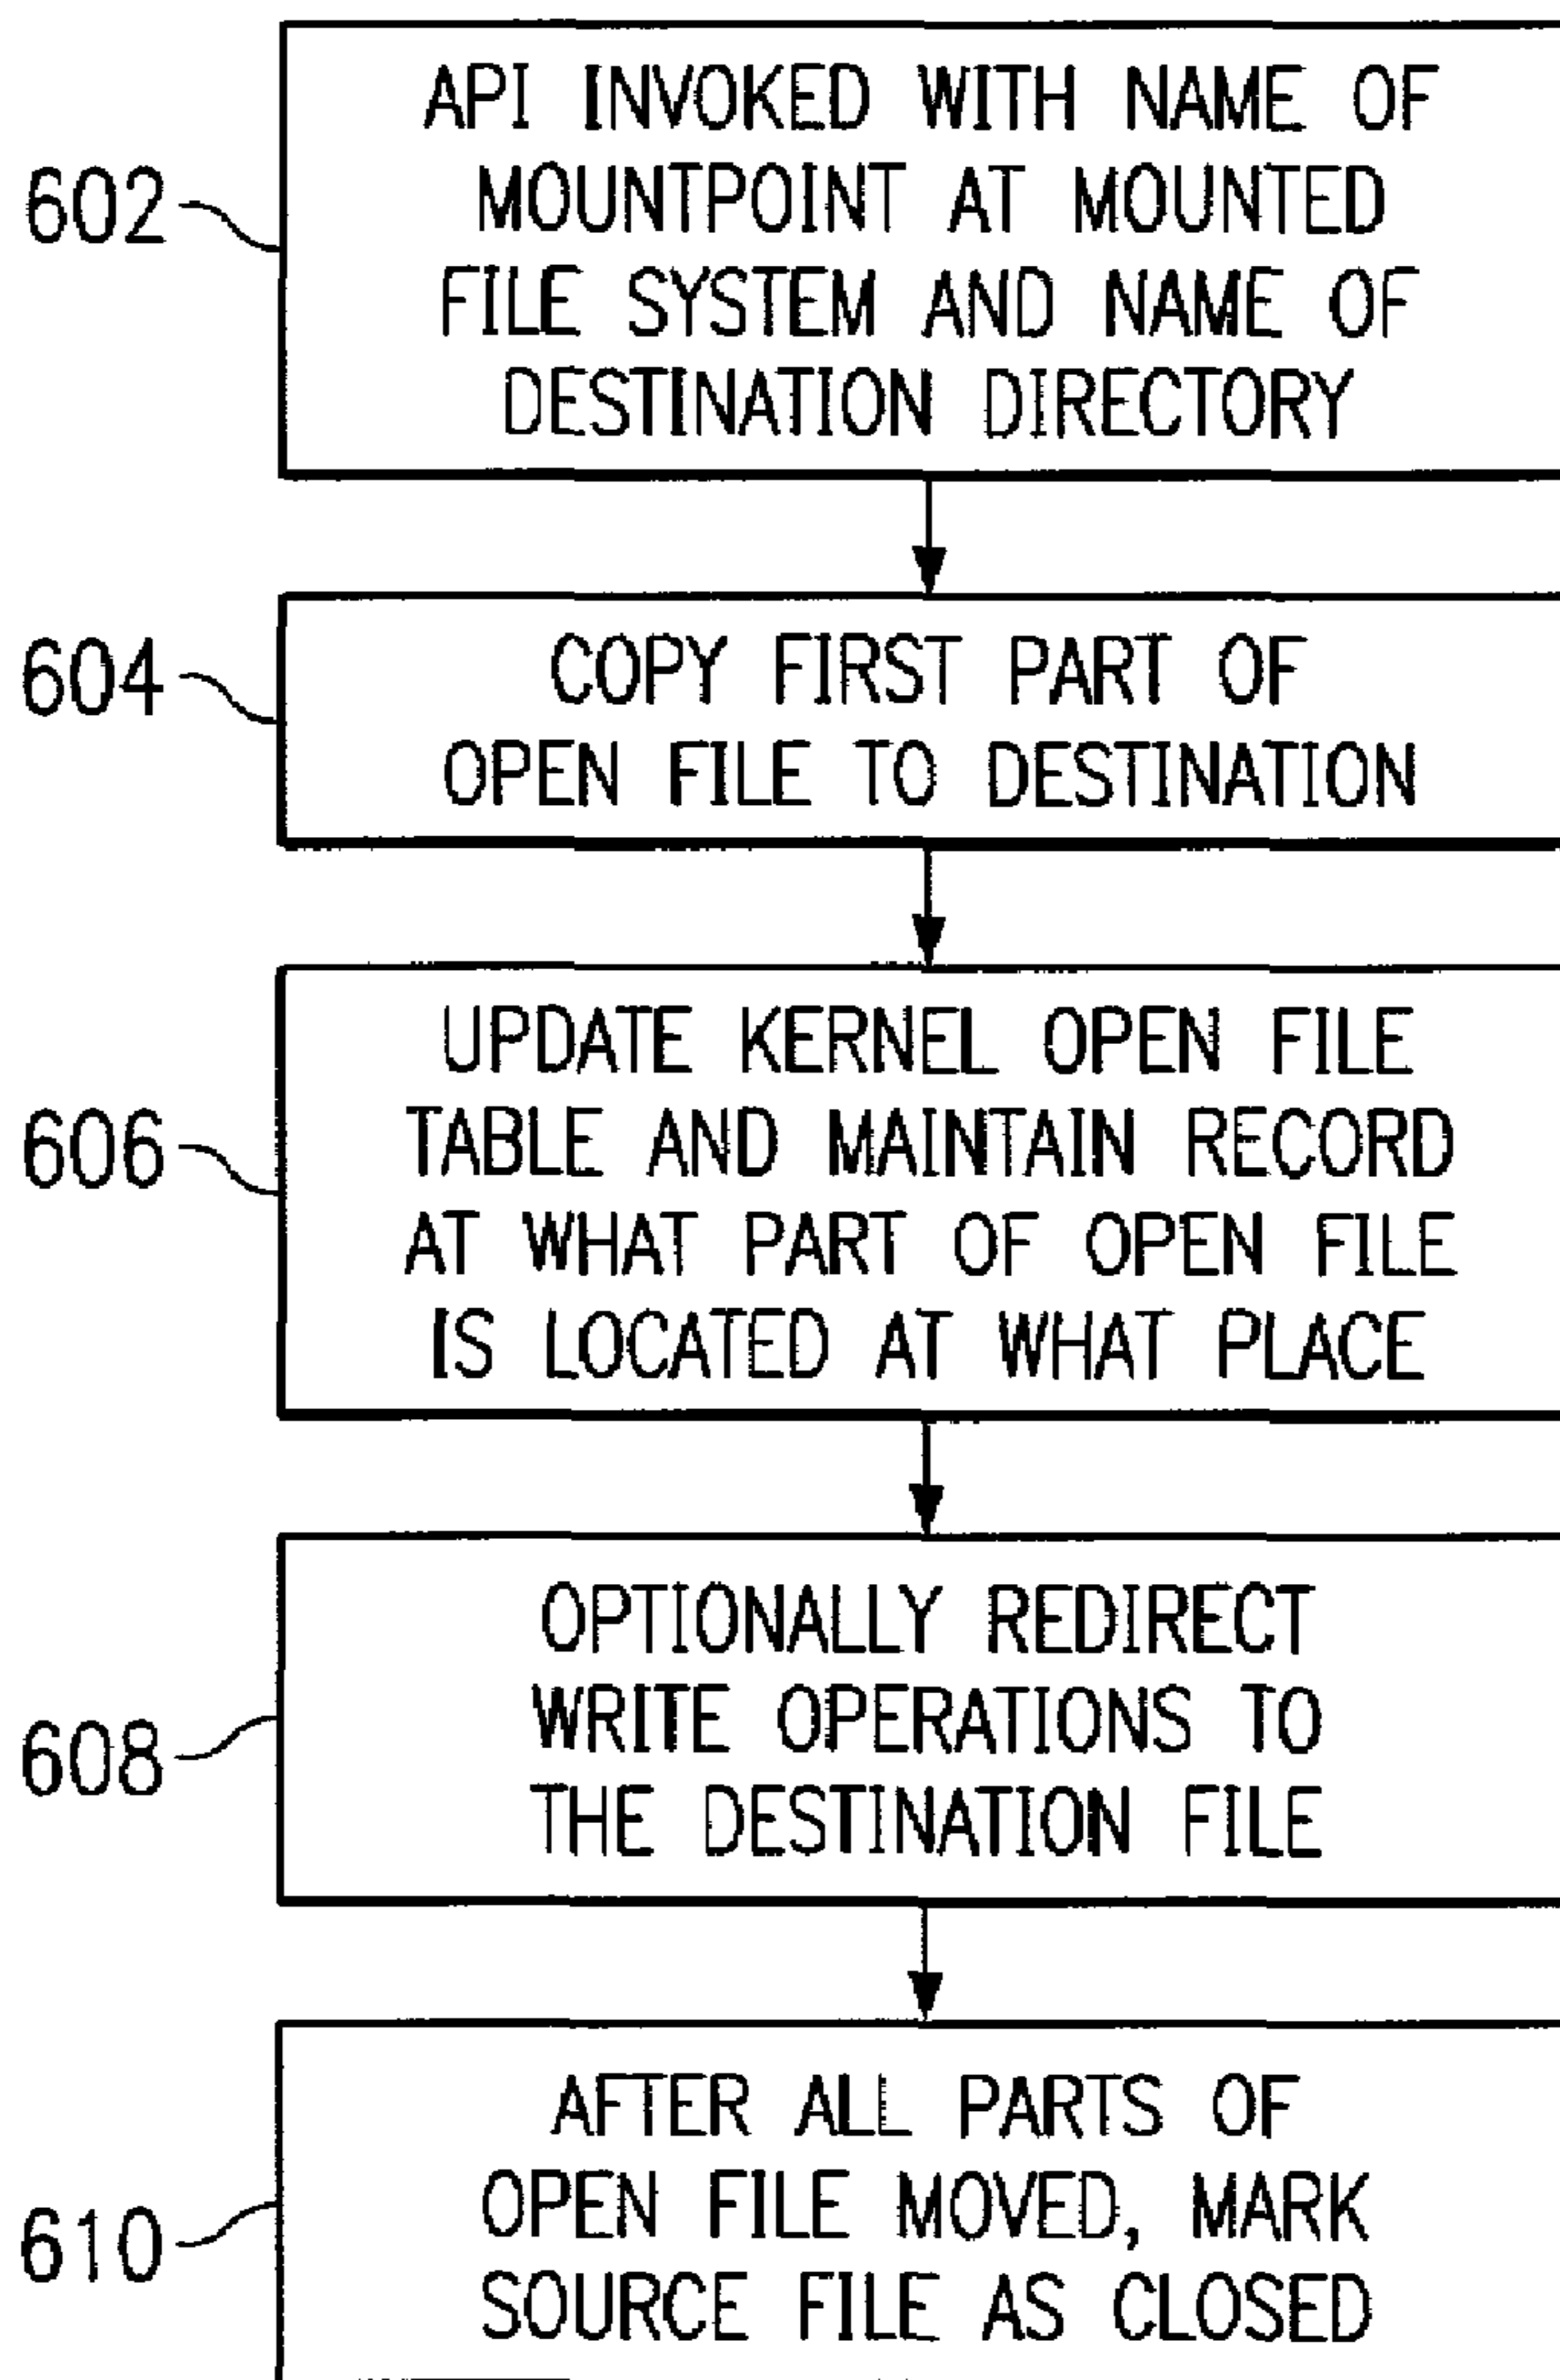 API INVOKED WITH NAME OF
MOUNTPOINT AT MOUNTED
FILE SYSTEM AND NAME OF
DESTINATION DIRECTORY
602
COPY FIRST PART OF
OPEN FILE TO DESTINATION
604
UPDATE KERNEL OPEN FILE
TABLE AND MAINTAIN RECORD
AT WHAT PART OF OPEN FILE
IS LOCATED AT WHAT PLACE
606
OPTIONALLY REDIRECT
WRITE OPERATIONS TO
THE DESTINATION FILE
608
AFTER ALL PARTS OF
OPEN FILE MOVED, MARK
SOURCE FILE AS CLOSED
610